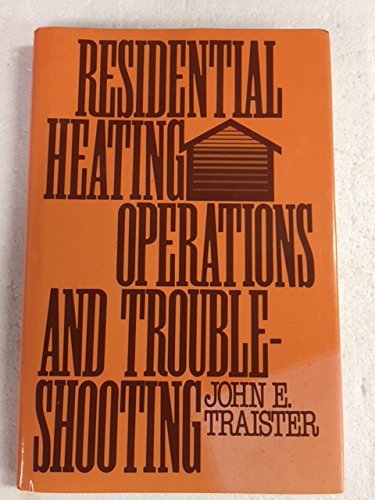 RESIDENTIAL
HEATING
OPERATIONS
AND TROUBLE-
SHOOTING
JOHN E.
TRAISTER